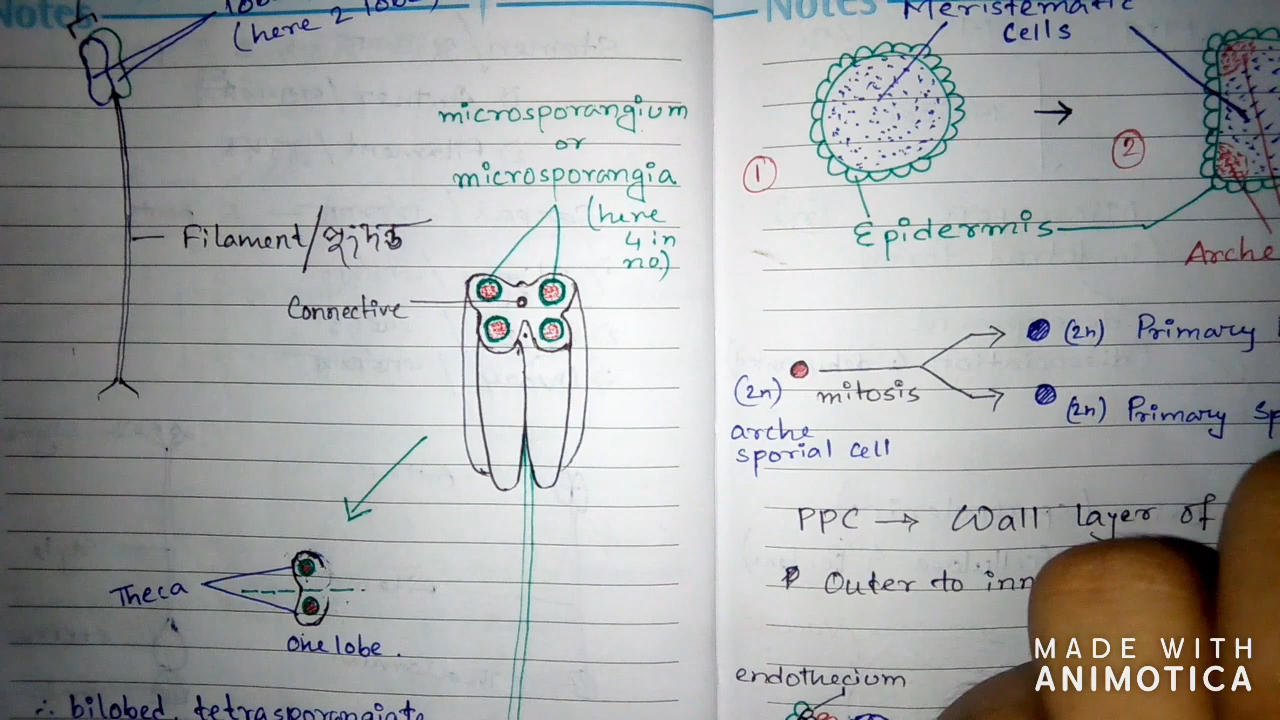 Notes
(here 2
microsporangium
or
microsporangia
(here
4 in
no.)
Filament/
Connective
Theca
One lobe.
∴ bilobed, tetrasporangiate
Notes
Meristematic
Cells
→
①
②
Epidermis
Arche
(2n)
mitosis
arche
sporial cell
(2n) Primary
(2n) Primary Sp
PPC → Wall layer of
Outer to inn
endothecium
MADE WITH
ANIMOTICA